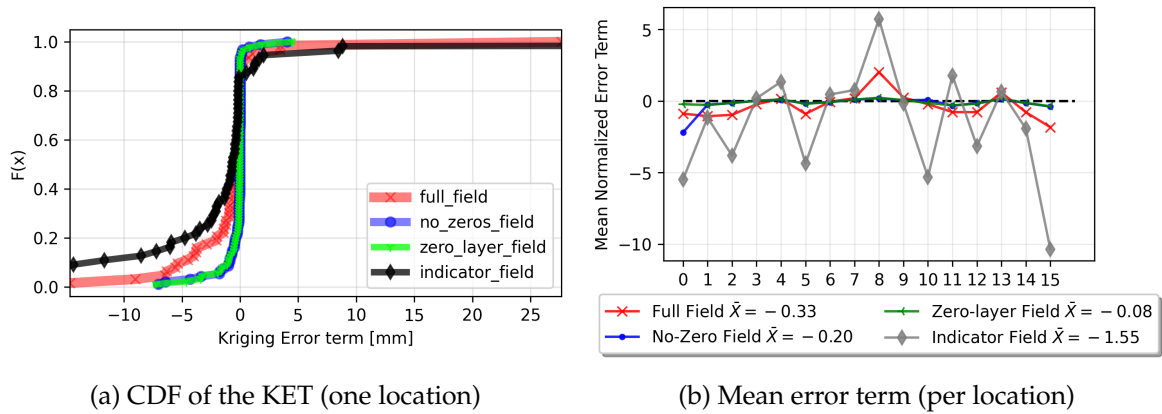 1.0
0.8
0.6
0.4
0.2
0.0
F(x)
full_field
no_zeros_field
zero_layer_field
indicator_field
−10 −5 0 5 10 15 20 25
Kriging Error term [mm]
(a) CDF of the KET (one location)
5
0
−5
−10
Mean Normalized Error Term
0 1 2 3 4 5 6 7 8 9 10 11 12 13 14 15
Full Field X̄ = −0.33
No-Zero Field X̄ = −0.20
Zero-layer Field X̄ = −0.08
Indicator Field X̄ = −1.55
(b) Mean error term (per location)